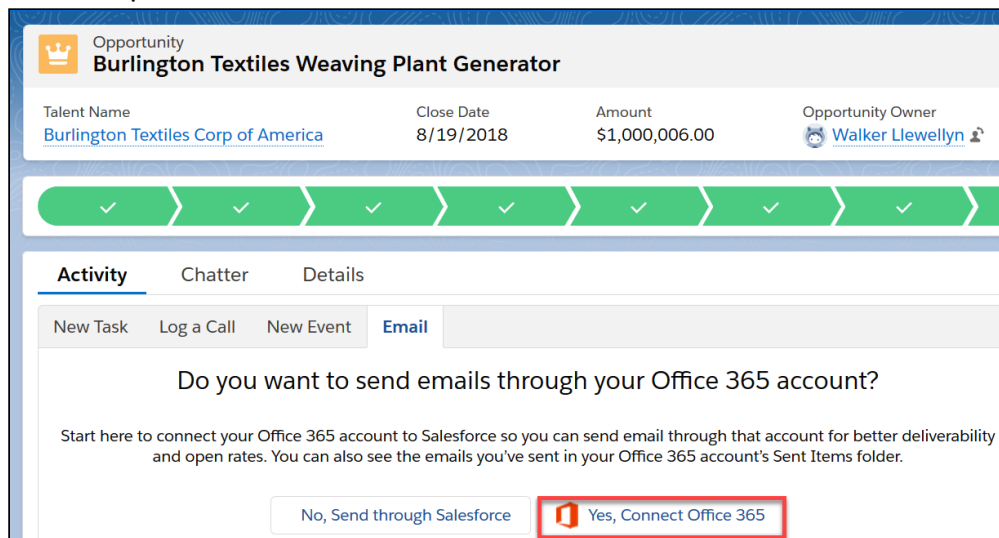 Opportunity
Burlington Textiles Weaving Plant Generator
Talent Name
Close Date
Amount
Opportunity Owner
Burlington Textiles Corp of America
8/19/2018
$1,000,006.00
Walker Llewellyn
Activity
Chatter
Details
New Task
Log a Call
New Event
Email
Do you want to send emails through your Office 365 account?
Start here to connect your Office 365 account to Salesforce so you can send email through that account for better deliverability
and open rates. You can also see the emails you've sent in your Office 365 account's Sent Items folder.
No, Send through Salesforce
Yes, Connect Office 365